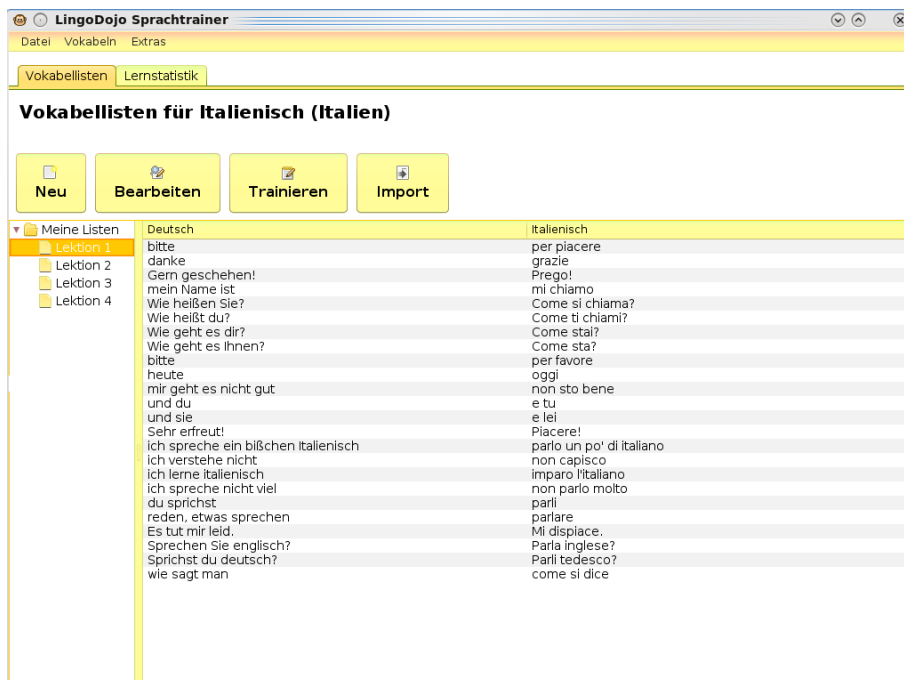 LingoDojo Sprachtrainer
Datei Vokabeln Extras
Vokabellisten Lernstatistik
Vokabellisten für Italienisch (Italien)
Neu Bearbeiten Trainieren Import
Meine Listen
Lektion 1
Lektion 2
Lektion 3
Lektion 4
Deutsch Italienisch
bitte per piacere
danke grazie
Gern geschehen! Prego!
mein Name ist mi chiamo
Wie heißen Sie? Come si chiama?
Wie heißt du? Come ti chiami?
Wie geht es dir? Come stai?
Wie geht es Ihnen? Come sta?
bitte per favore
heute oggi
mir geht es nicht gut non sto bene
und du e tu
und sie e lei
Sehr erfreut! Piacere!
ich spreche ein bißchen Italienisch parlo un po' di italiano
ich verstehe nicht non capisco
ich lerne italienisch imparo l'italiano
ich spreche nicht viel non parlo molto
du sprichst parli
reden, etwas sprechen parlare
Es tut mir leid. Mi dispiace.
Sprechen Sie englisch? Parla inglese?
Sprichst du deutsch? Parli tedesco?
wie sagt man come si dice